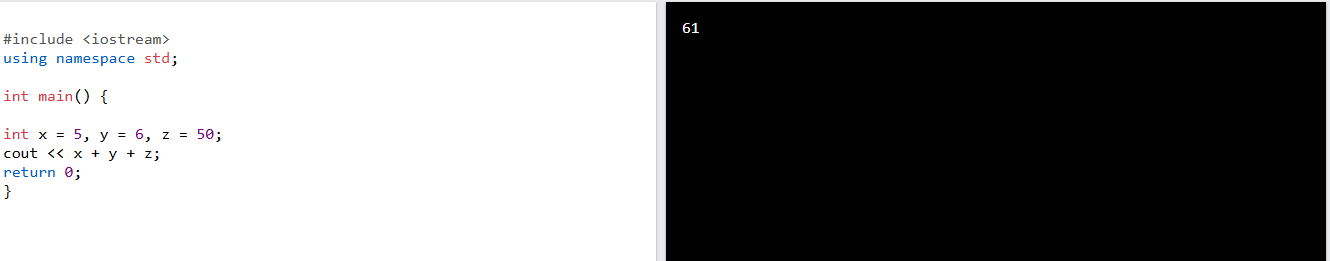 #include <iostream>
using namespace std;
int main() {
int x = 5, y = 6, z = 50;
cout << x + y + z;
return 0;
}
61